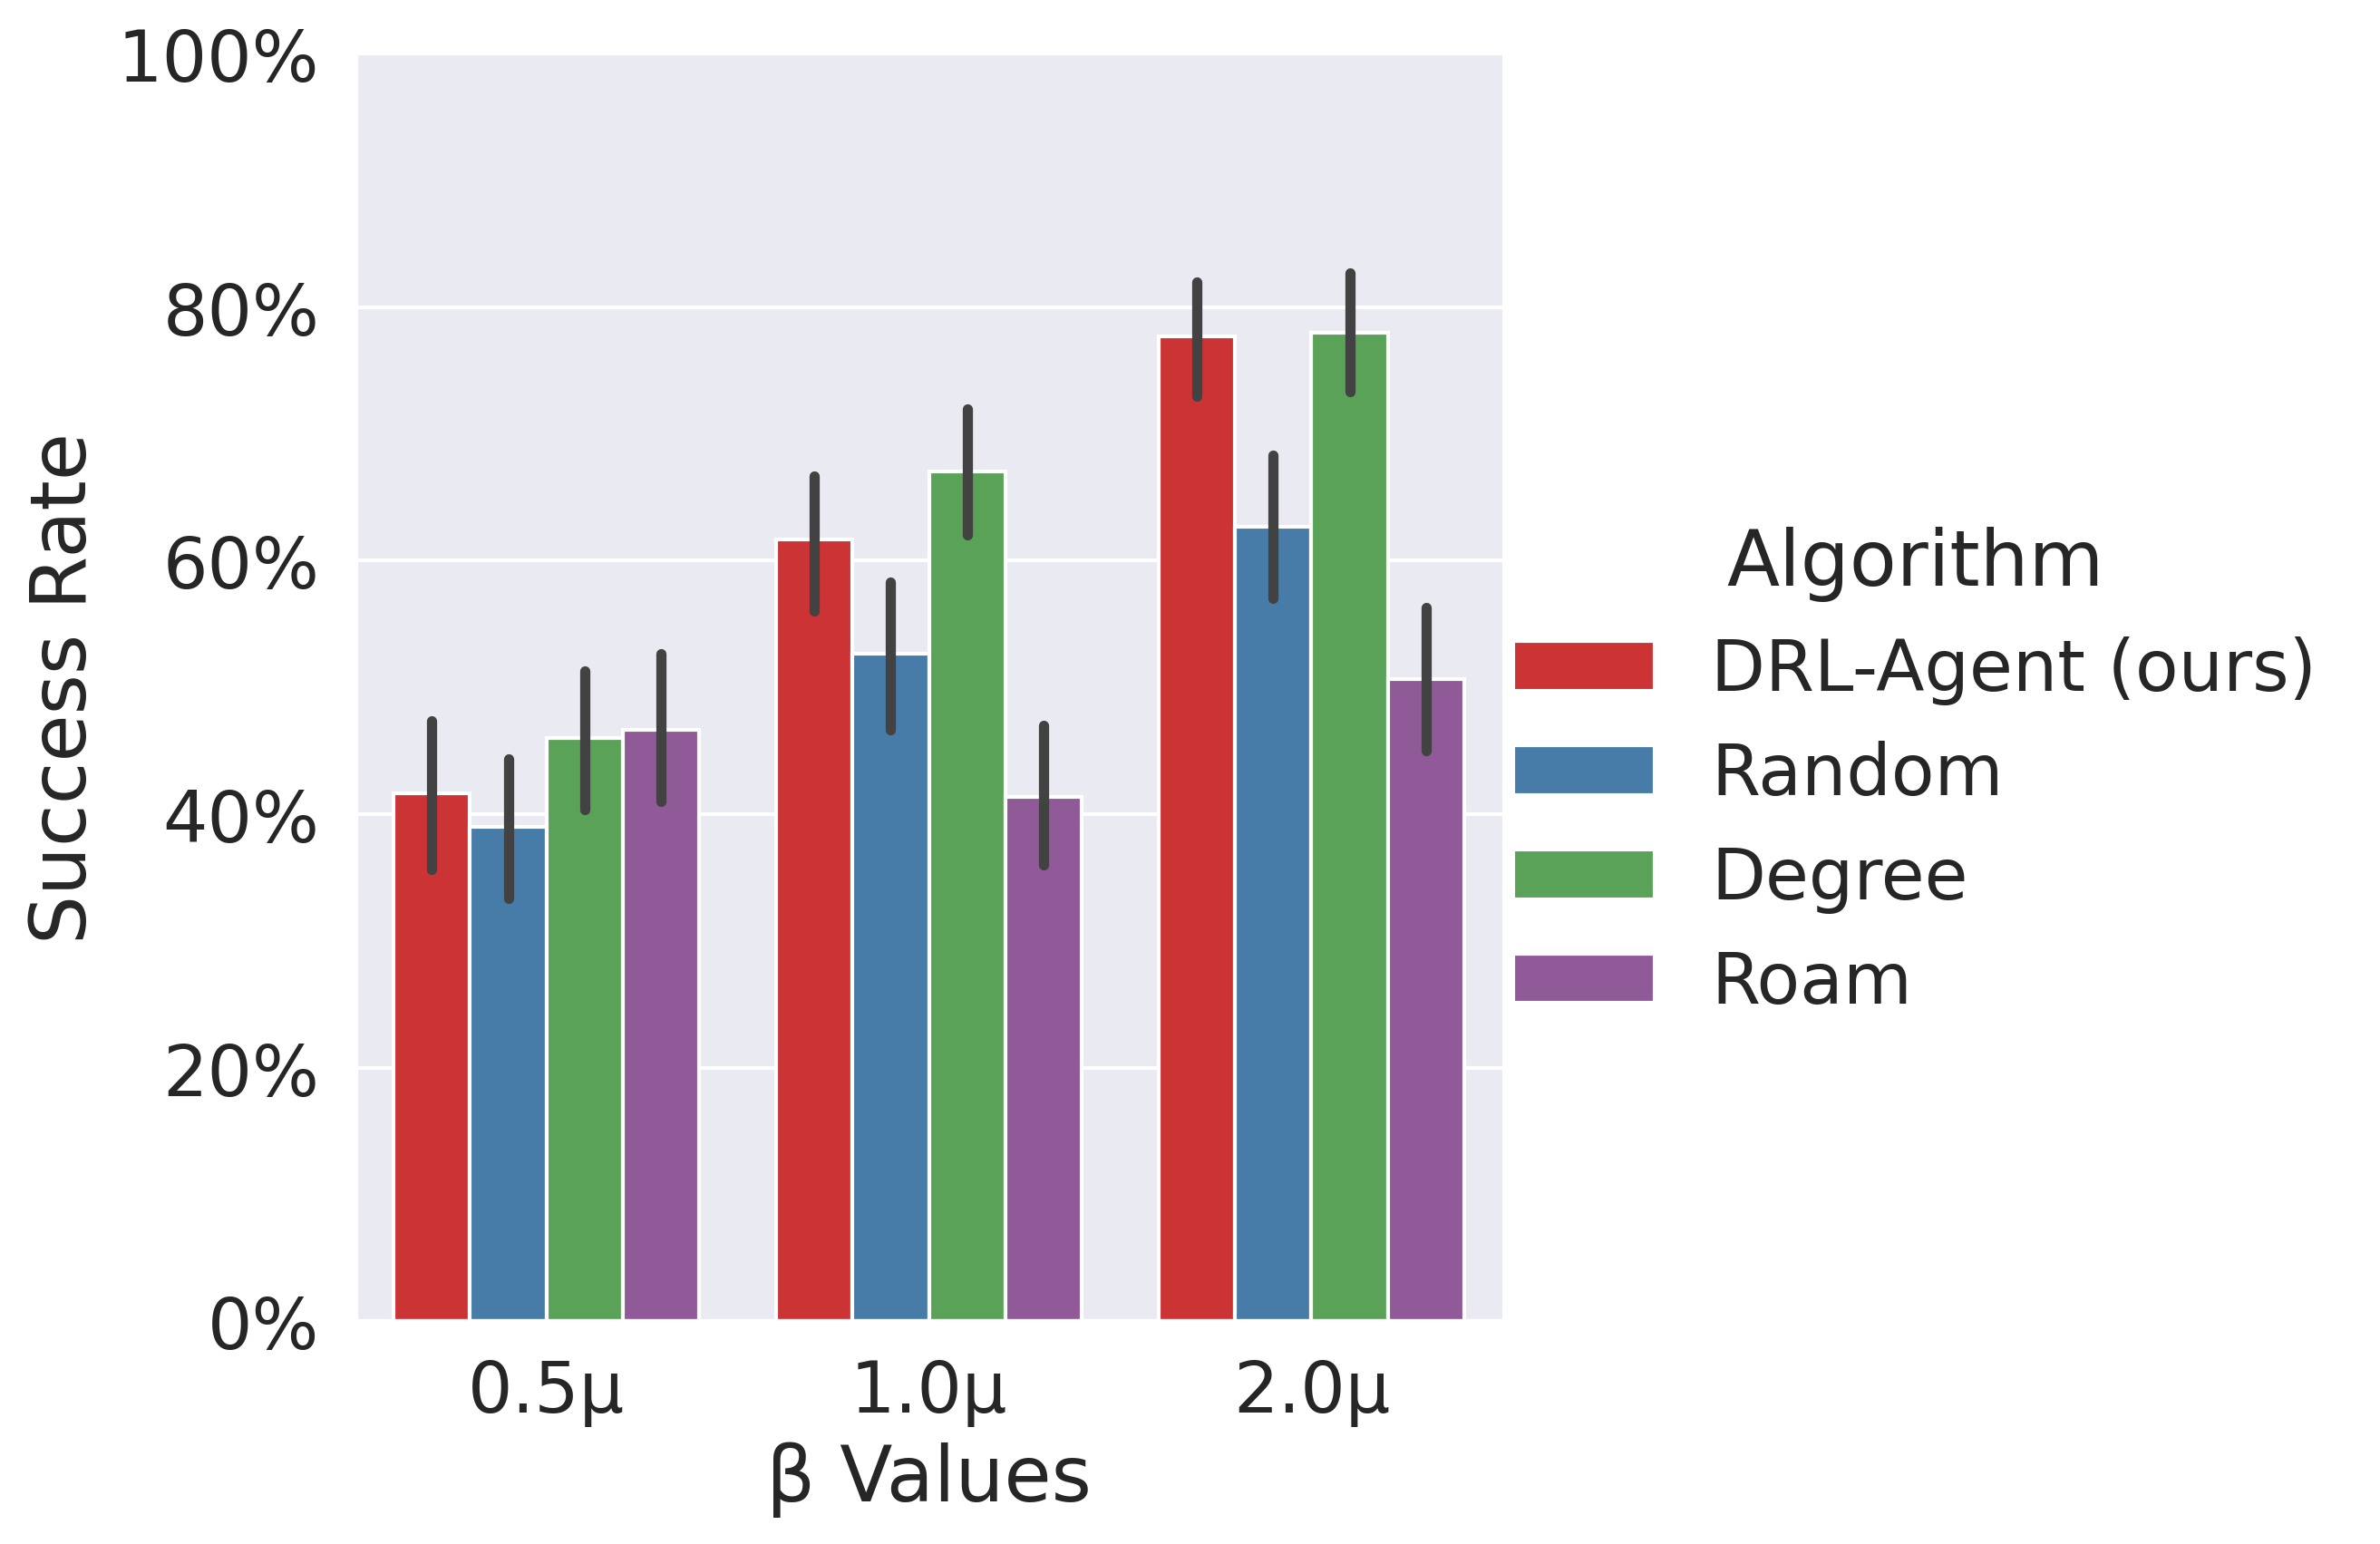 100%
80%
60%
40%
20%
0%
Success Rate
0.5μ 1.0μ 2.0μ
β Values
Algorithm
DRL-Agent (ours)
Random
Degree
Roam